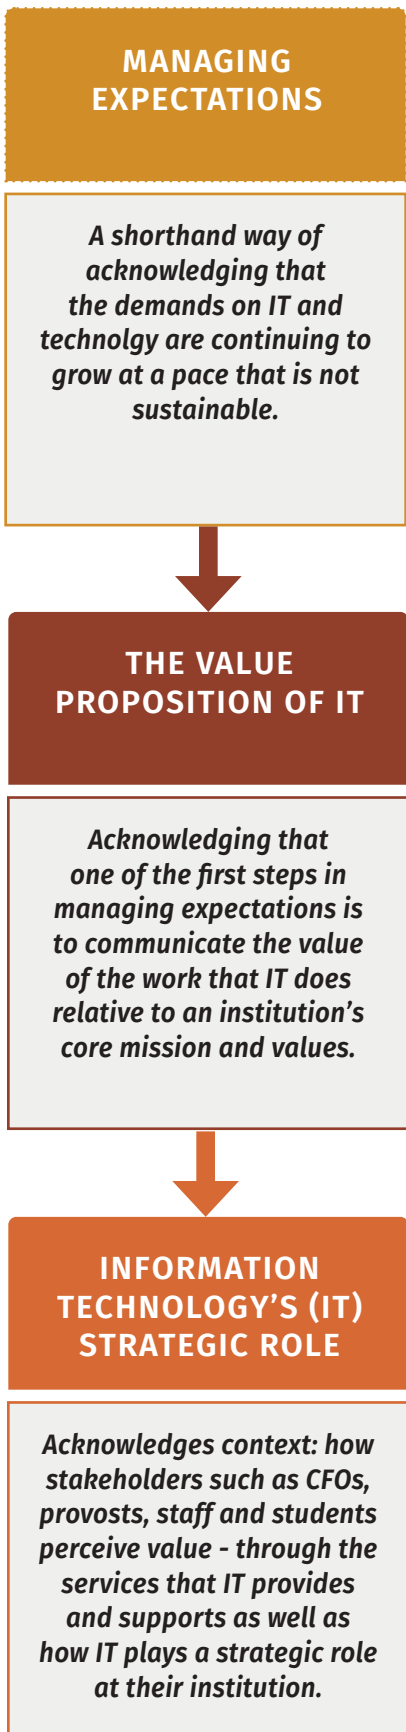 MANAGING
EXPECTATIONS
A shorthand way of
acknowledging that
the demands on IT and
technolgy are continuing to
grow at a pace that is not
sustainable.
THE VALUE
PROPOSITION OF IT
Acknowledging that
one of the first steps in
managing expectations is
to communicate the value
of the work that IT does
relative to an institution’s
core mission and values.
INFORMATION
TECHNOLOGY’S (IT)
STRATEGIC ROLE
Acknowledges context: how
stakeholders such as CFOs,
provosts, staff and students
perceive value - through the
services that IT provides
and supports as well as
how IT plays a strategic role
at their institution.